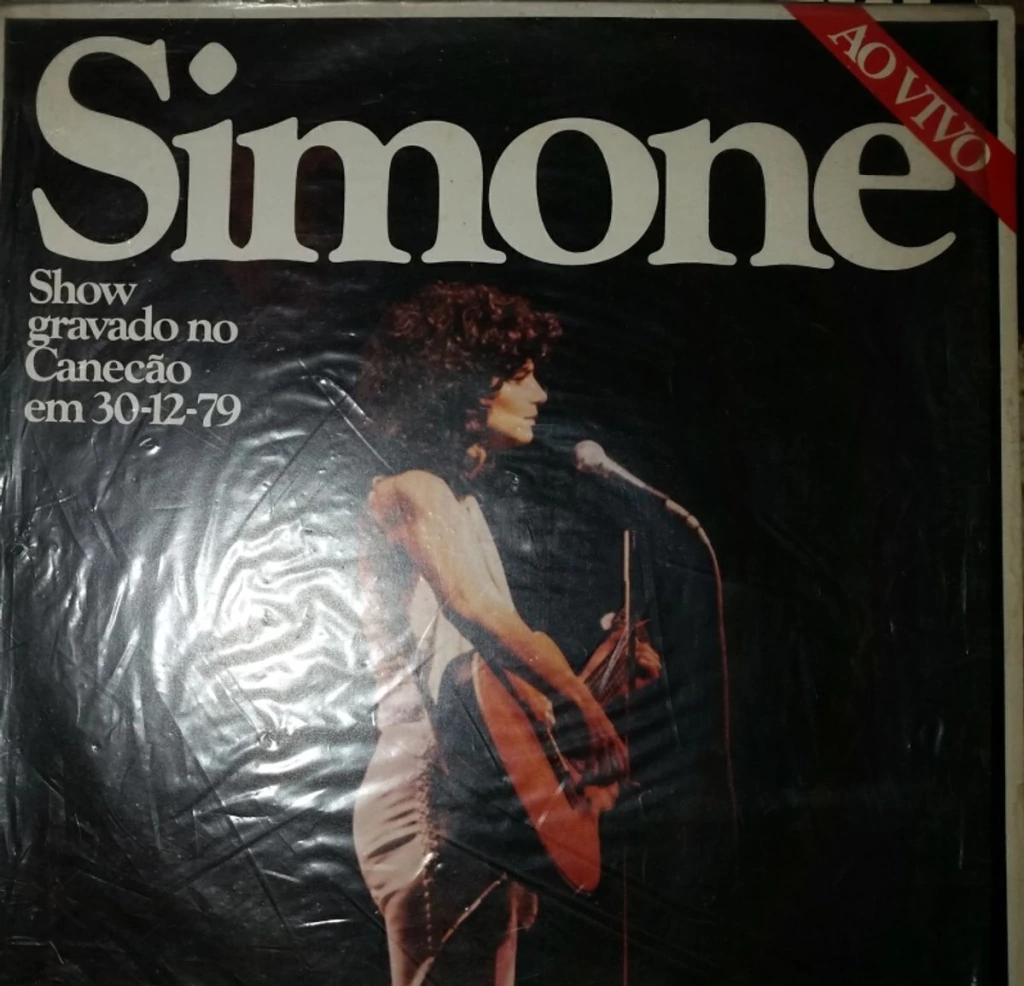 Simone
AO VIVO
Show
gravado no
Canecão
em 30-12-79